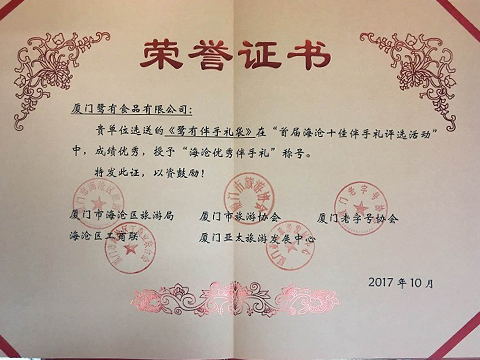 荣誉证书
厦门鹭有食品有限公司：
贵单位选送的《鹭有伴手礼袋》在“首届海沧十佳伴手礼评选活动”
中，成绩优秀，授予“海沧优秀伴手礼”称号。
特发此证，以资鼓励！
厦门市海沧区旅游局 厦门市旅游协会 厦门老字号协会
海沧区工商联 厦门亚太旅游发展中心
2017 年 10 月